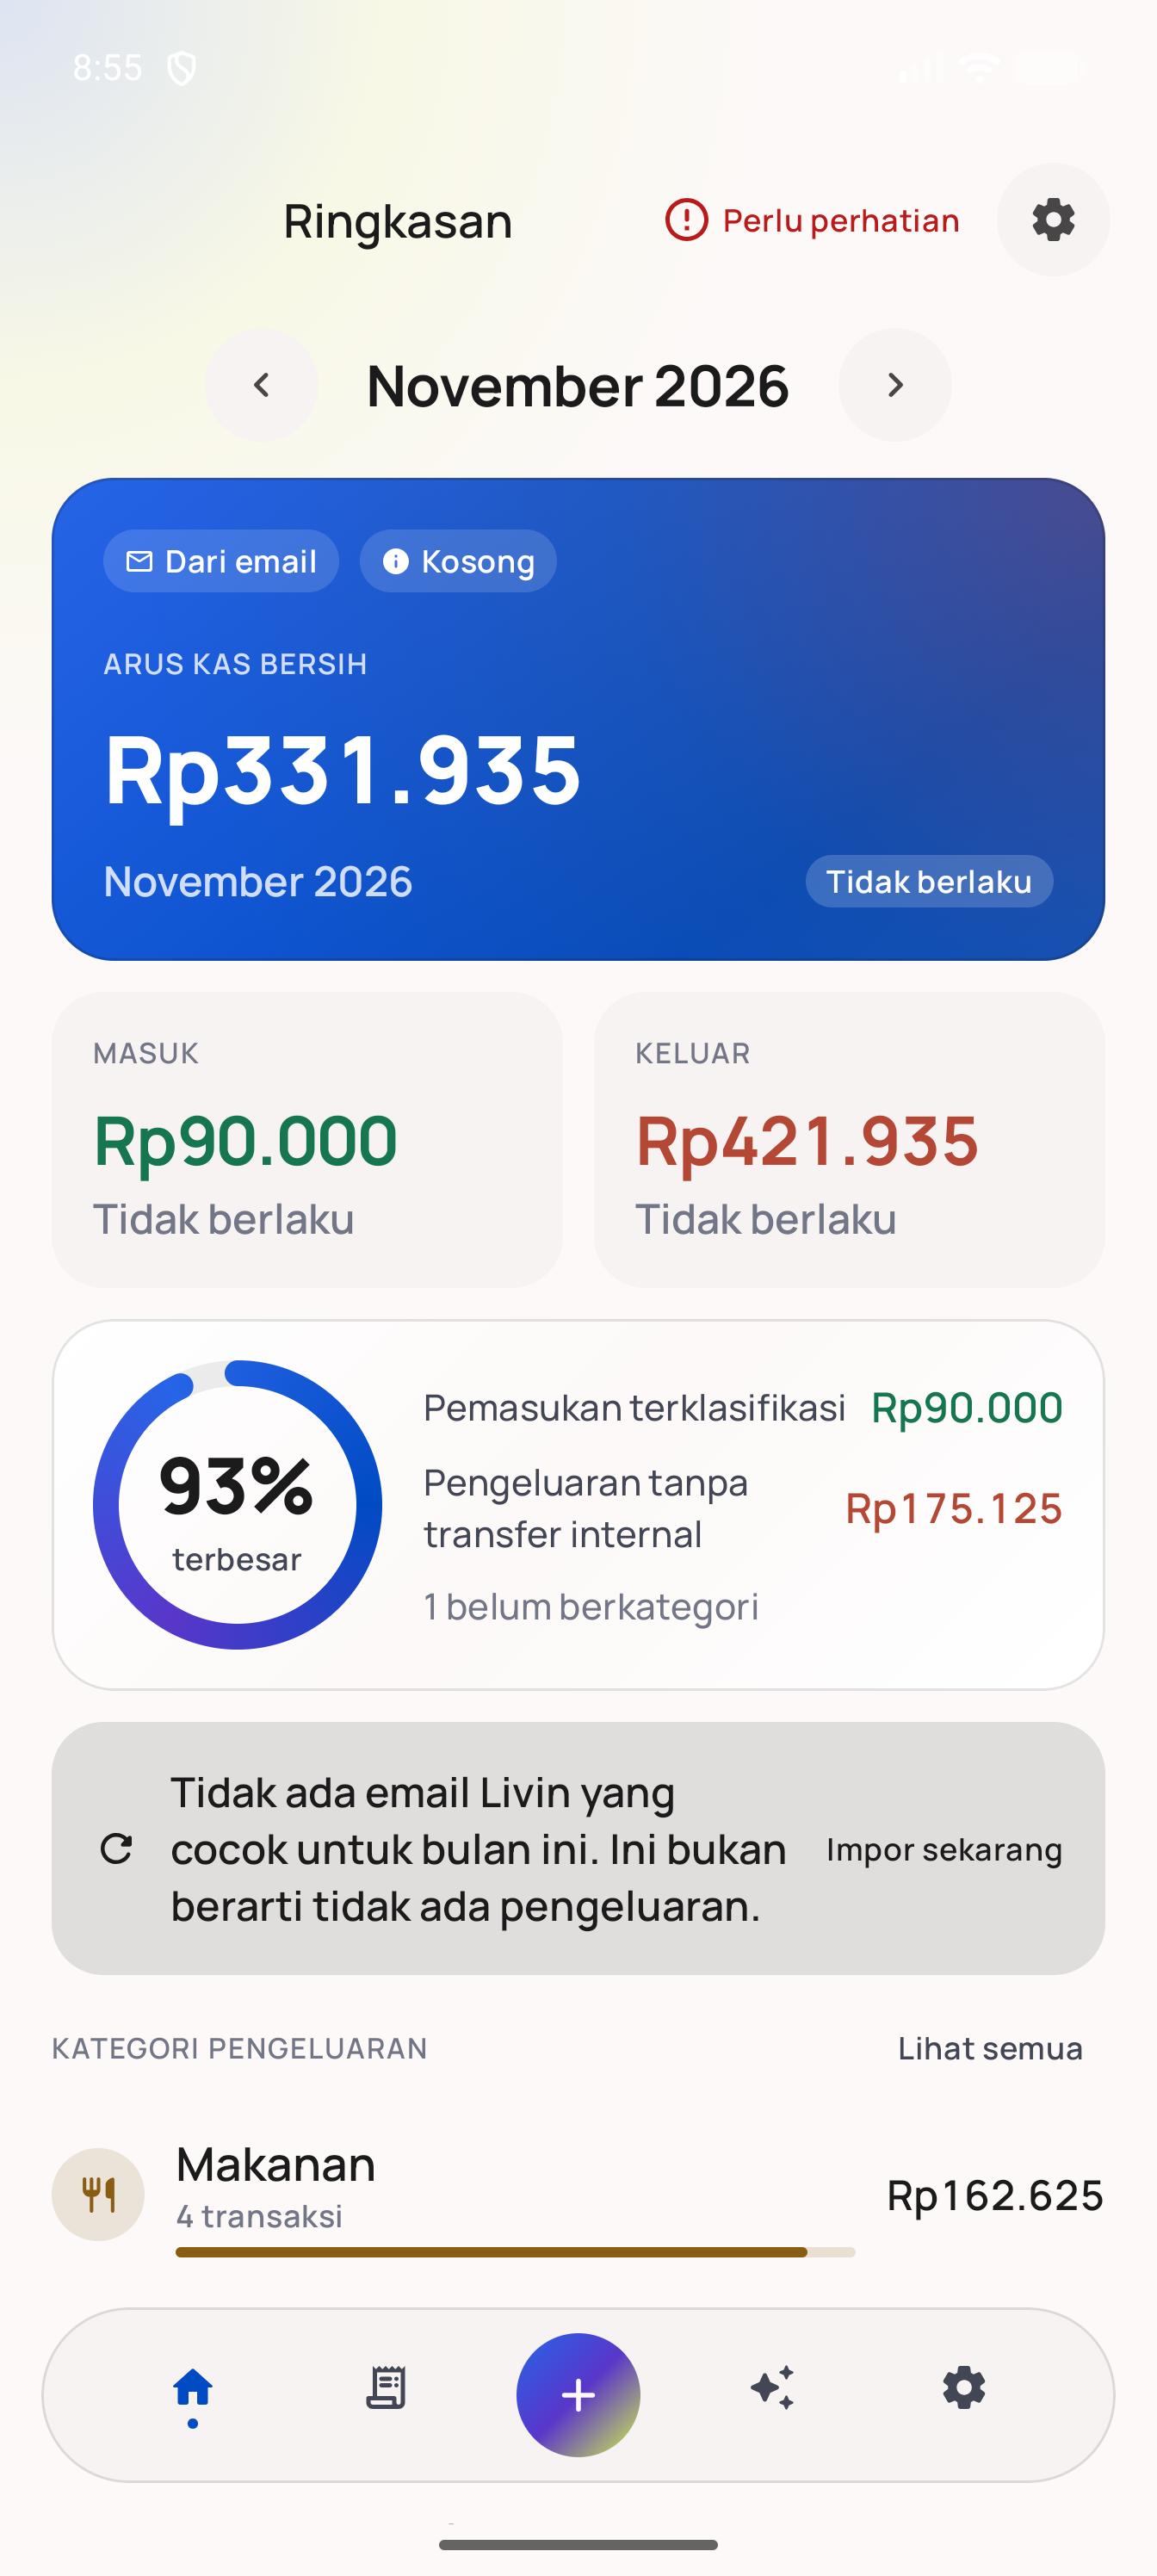 8:55
Ringkasan
Perlu perhatian
November 2026
Dari email
Kosong
ARUS KAS BERSIH
Rp331.935
November 2026
Tidak berlaku
MASUK
Rp90.000
Tidak berlaku
KELUAR
Rp421.935
Tidak berlaku
93%
terbesar
Pemasukan terklasifikasi
Rp90.000
Pengeluaran tanpa
transfer internal
Rp175.125
1 belum berkategori
Tidak ada email Livin yang
cocok untuk bulan ini. Ini bukan
berarti tidak ada pengeluaran.
Impor sekarang
KATEGORI PENGELUARAN
Lihat semua
Makanan
4 transaksi
Rp162.625